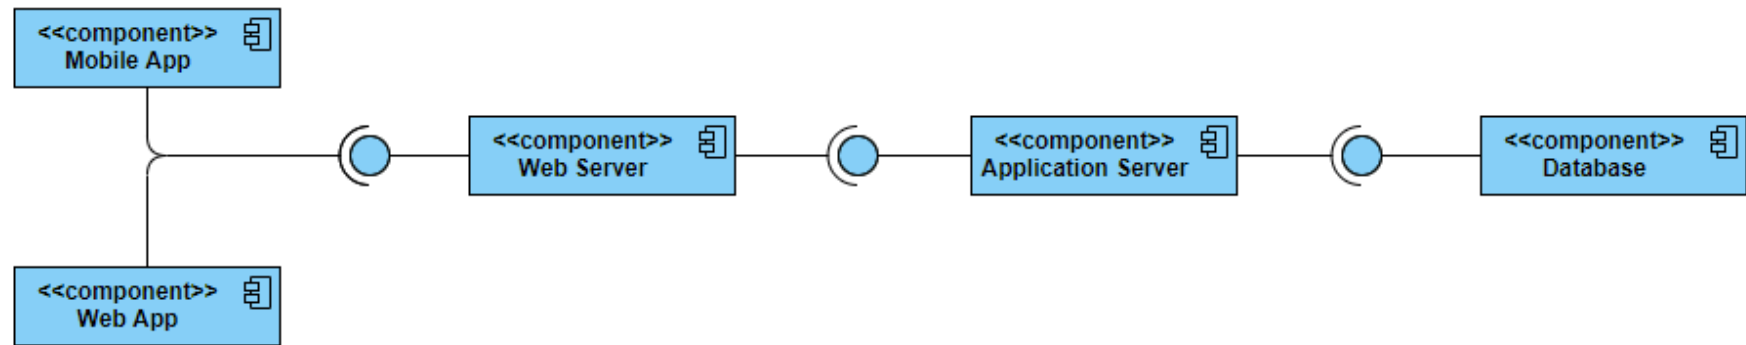 <<component>>
Mobile App
<<component>>
Web Server
<<component>>
Application Server
<<component>>
Database
<<component>>
Web App